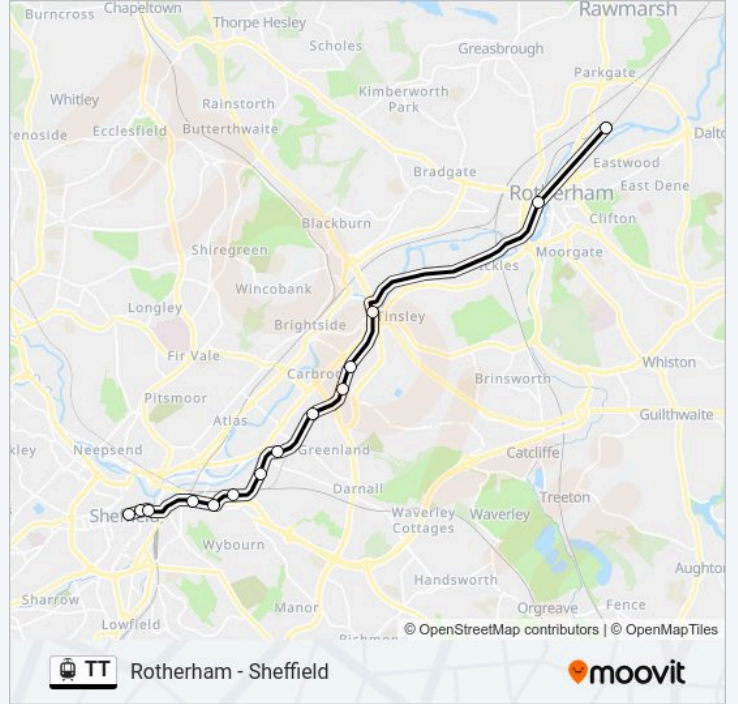 Burncross
Chapeltown
Rawmarsh
Thorpe Hesley
Scholes
Greasbrough
Parkgate
Whitley
Kimberworth
Park
Rainstorth
enoside
Ecclesfield
Butterthwaite
Dalto
Eastwood
Bradgate
Rotherham
East Dene
Clifton
Blackburn
Shiregreen
Moorgate
ickles
Wincobank
Longley
Brightside
Tinsley
Fir Vale
Whiston
Carbrook
Brinsworth
Pitsmoor
Guilthwaite
Atlas
kley
Neepsend
Greenland
Catcliffe
Darnall
Treeton
Sheffield
Waverley
Cottages
Waverley
Wybourn
Aughto
Handsworth
Sharrow
Manor
Orgreave
Fence
Lowfield
© OpenStreetMap contributors | © OpenMapTiles
TT
Rotherham - Sheffield
moovit